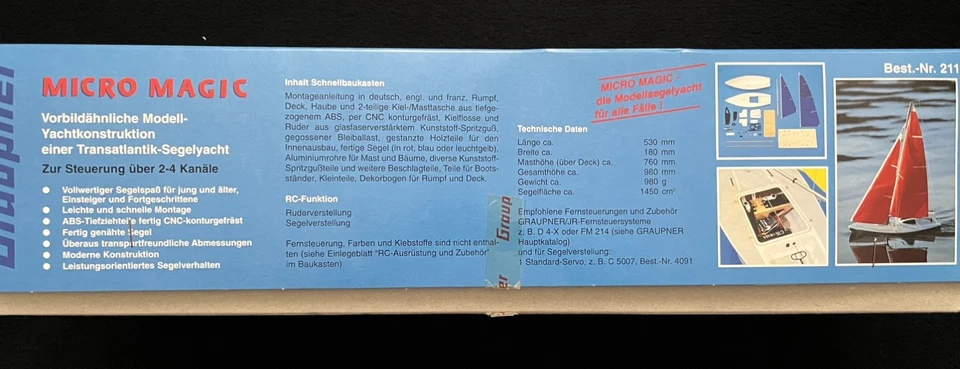 Graupner
MICRO MAGIC
Vorbildähnliche Modell-
Yachtkonstruktion
einer Transatlantik-Segelyacht
Zur Steuerung über 2-4 Kanäle
Vollwertiger Segelspaß für jung und älter,
Einsteiger und Fortgeschrittene
Leichte und schnelle Montage
ABS-Tiefziehteile fertig CNC-konturgefräst
Fertig genähte Segel
Überaus transportfreundliche Abmessungen
Moderne Konstruktion
Leistungsorientiertes Segelverhalten
Inhalt Schnellbaukasten
Montageanleitung in deutsch, engl. und franz. Rumpf,
Deck, Haube und 2-teilige Kiel-/Masttasche aus tiefge-
zogenem ABS, per CNC konturgefräst, Kielflosse und
Ruder aus glasfaserverstärktem Kunststoff-Spritzguß,
gegossener Bleiballast, gestanzte Holzteile für den
Innenausbau, fertige Segel (in rot, blau oder leuchtgelb),
Aluminiumrohre für Mast und Bäume, diverse Kunststoff-
Spritzgußteile und weitere Beschlagteile, Teile für Boots-
ständer, Kleinteile, Dekorbogen für Rumpf und Deck.
RC-Funktion
Ruderverstellung
Segelverstellung
Fernsteuerung, Farben und Klebstoffe sind nicht enthal-
ten (siehe Einlegeblatt "RC-Ausrüstung und Zubehör"
im Baukasten)
Graup
er
MICRO MAGIC -
die Modellsegelyacht
für alle Fälle !
Technische Daten
Länge ca. 530 mm
Breite ca. 180 mm
Masthöhe (über Deck) ca. 760 mm
Gesamthöhe ca. 980 mm
Gewicht ca. 980 g
Segelfläche ca. 1450 cm²
Empfohlene Fernsteuerungen und Zubehör
GRAUPNER/JR-Fernsteuersysteme
z. B. D 4-X oder FM 214 (siehe GRAUPNER
Hauptkatalog)
und für Segelverstellung:
1 Standard-Servo, z. B. C 5007, Best.-Nr. 4091
Best.-Nr. 211